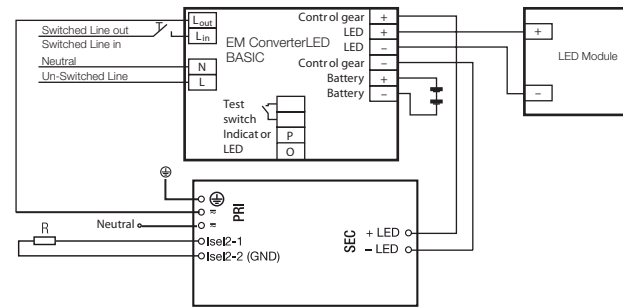 Switched Line out
Switched Line in
Neutral
Un-Switched Line
Lout
Lin
N
L
EM ConverterLED
BASIC
Test
switch
Indicator
LED
P
O
Control gear +
LED +
LED –
Control gear –
Battery +
Battery –
+
–
LED Module
PRI
≂
≂
Neutral
R
Isel2-1
Isel2-2 (GND)
SEC
+ LED
– LED